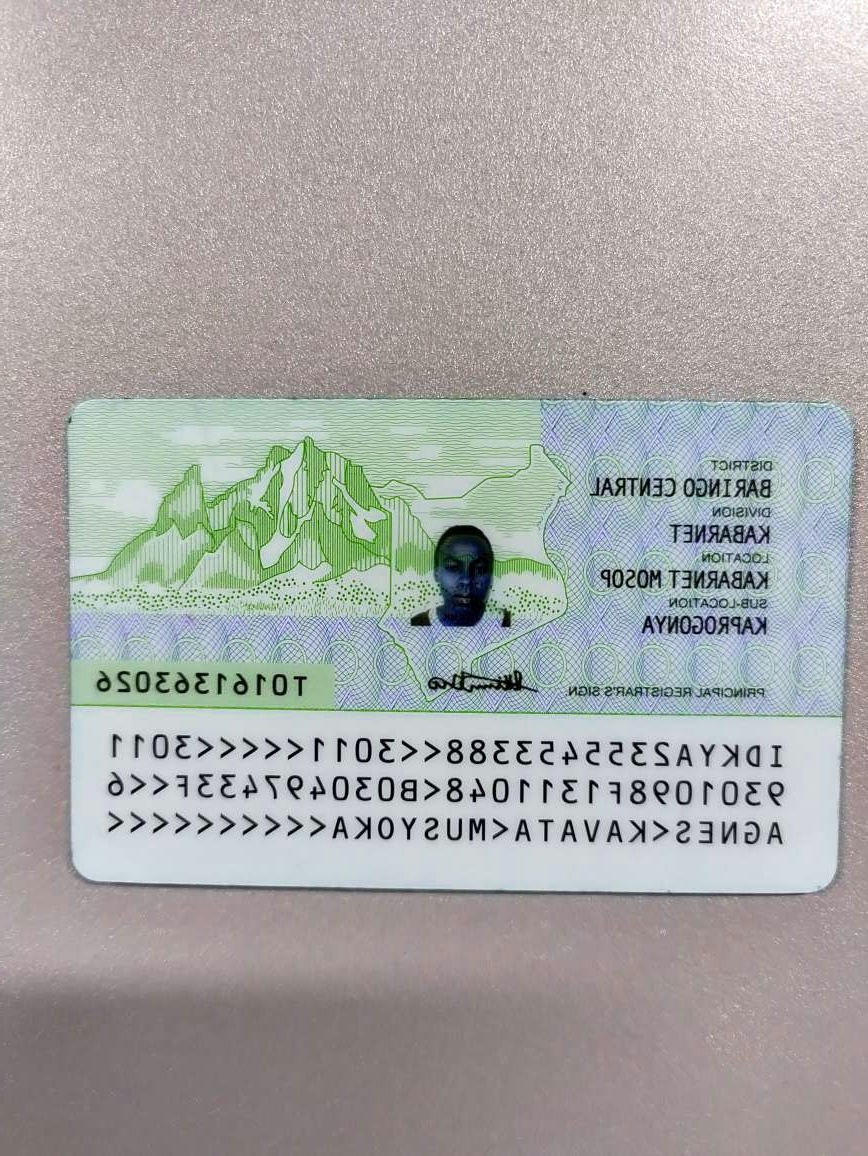 DISTRICT
BARINGO CENTRAL
DIVISION
KABARNET
LOCATION
KABARNET MOSOP
SUB-LOCATION
KAPROGONYA
PRINCIPAL REGISTRAR'S SIGN.
T0161363026
IDKYA2355453388<<3011<<<<<3011
9301098F1311048<B030497433F<<6
AGNES<KAVATA<MUSYOKA<<<<<<<<<<